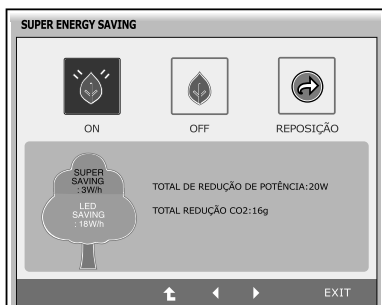 SUPER ENERGY SAVING
ON
OFF
REPOSIÇÃO
SUPER
SAVING
: 3W/h
LED
SAVING
: 18W/h
TOTAL DE REDUÇÃO DE POTÊNCIA:20W
TOTAL REDUÇÃO CO2:16g
EXIT